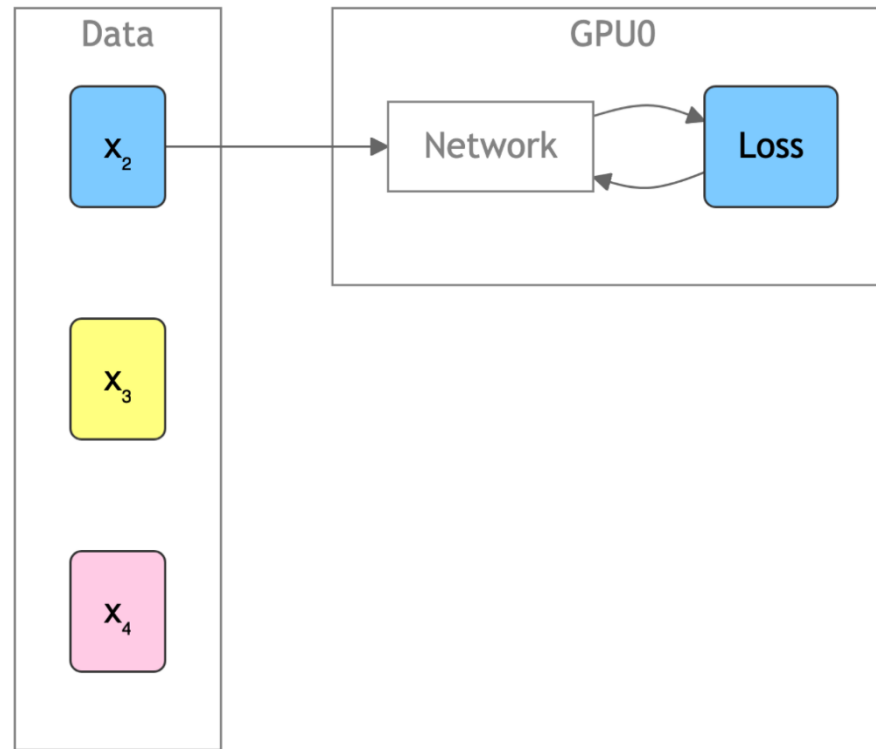 Data
GPU0
x₂
Network
Loss
x₃
x₄